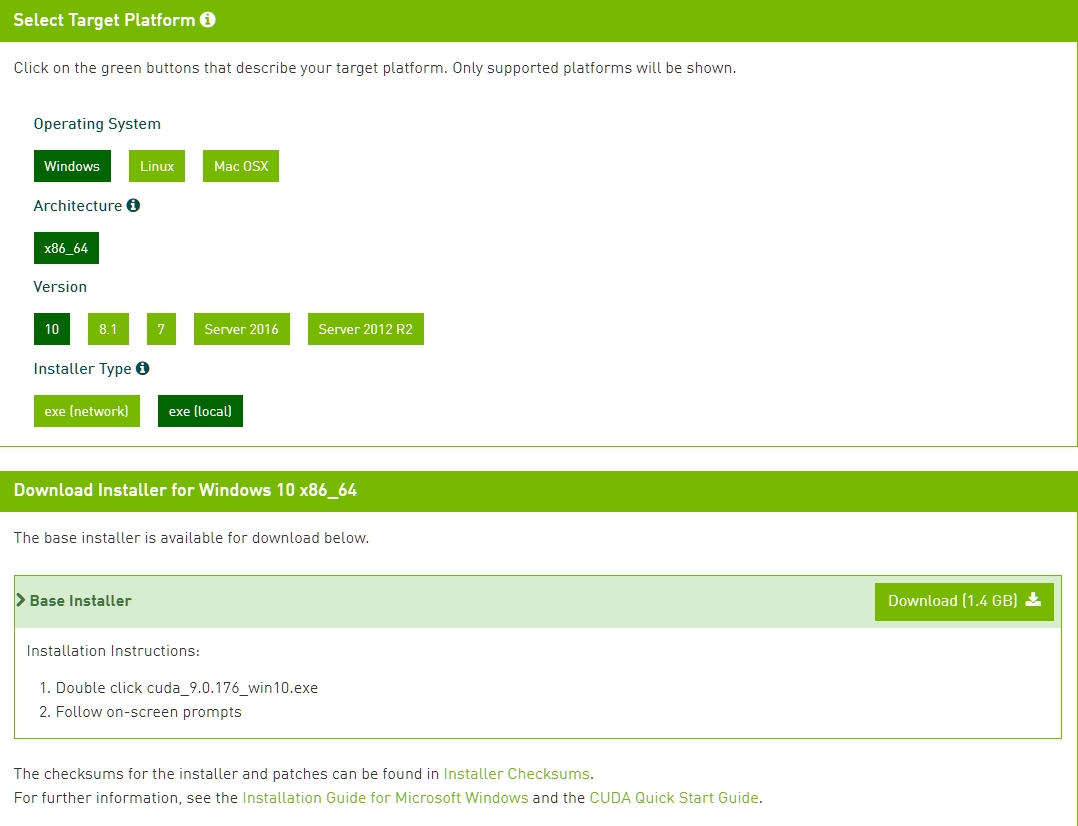 Select Target Platform
Click on the green buttons that describe your target platform. Only supported platforms will be shown.
Operating System
Windows Linux Mac OSX
Architecture
x86_64
Version
10 8.1 7 Server 2016 Server 2012 R2
Installer Type
exe (network) exe (local)
Download Installer for Windows 10 x86_64
The base installer is available for download below.
Base Installer Download (1.4 GB)
Installation Instructions:
1. Double click cuda_9.0.176_win10.exe
2. Follow on-screen prompts
The checksums for the installer and patches can be found in Installer Checksums.
For further information, see the Installation Guide for Microsoft Windows and the CUDA Quick Start Guide.